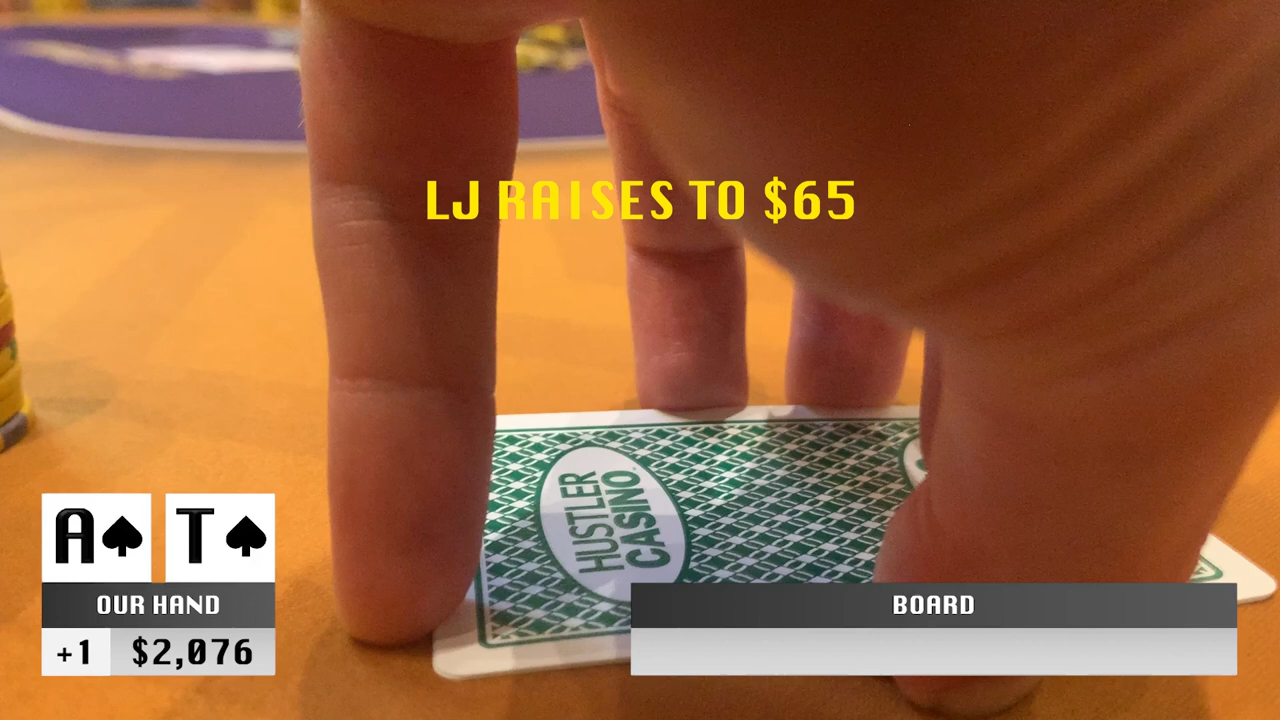 LJ RAISES TO $65
HUSTLER
CASINO
A♠ T♠
OUR HAND
+1 $2,076
BOARD